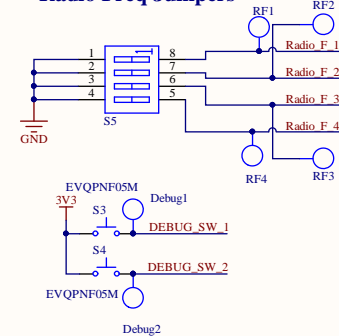 Radio Freq Jumpers
RF1
RF2
1 8 Radio_F_1
2 7 Radio_F_2
3 6 Radio_F_3
4 5 Radio_F_4
1
S5
GND
RF4
RF3
EVQPNF05M
Debug1
3V3
S3
DEBUG_SW_1
S4
DEBUG_SW_2
EVQPNF05M
Debug2